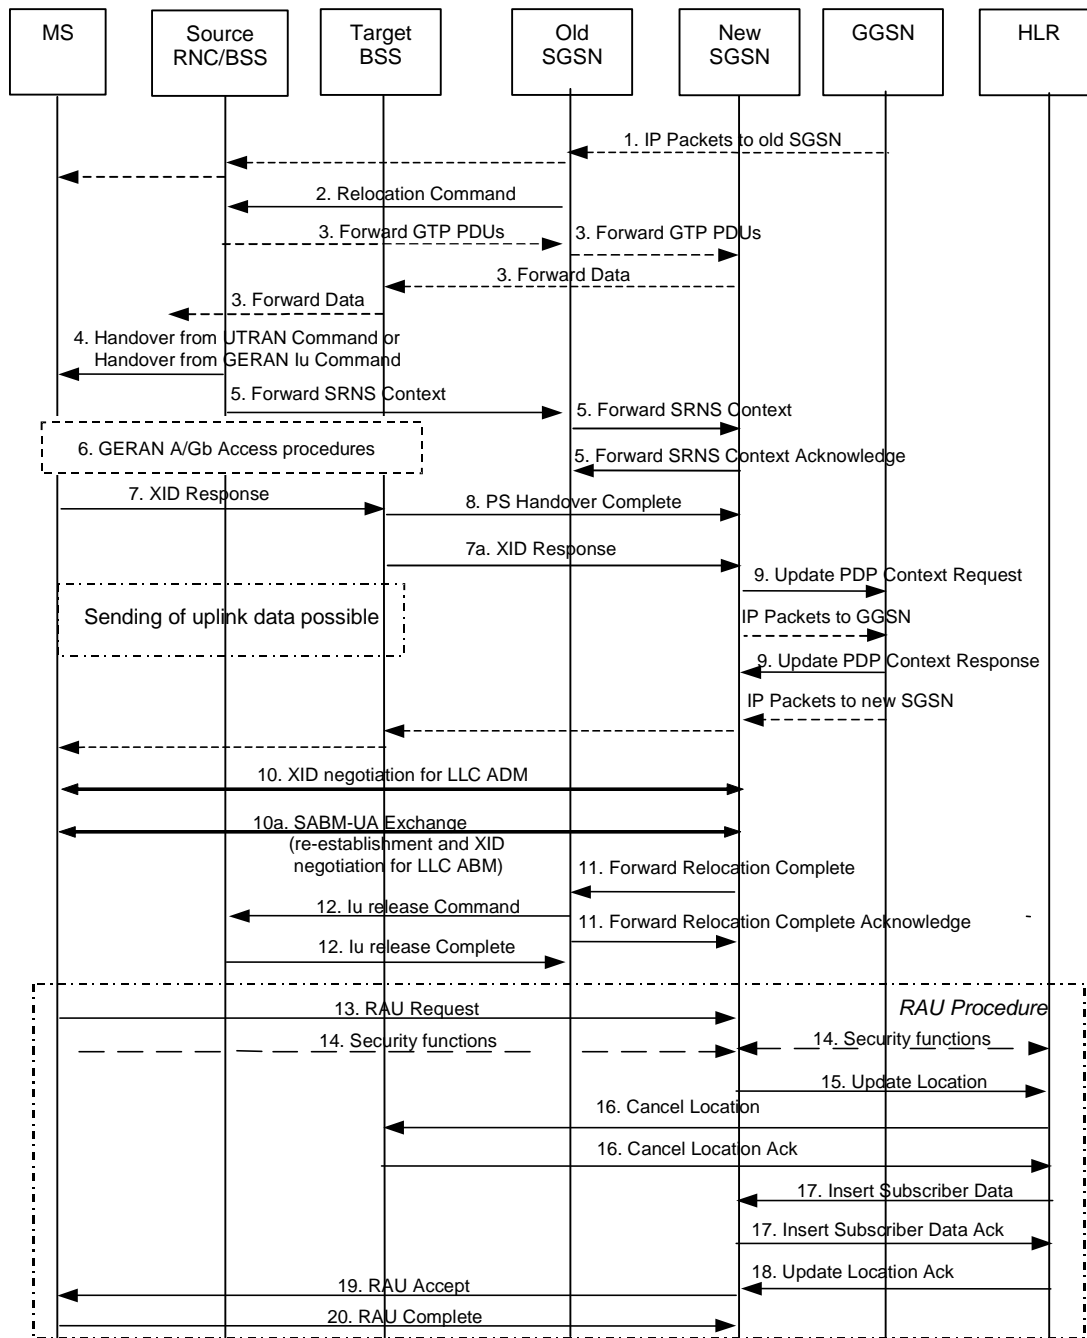 MS
Source
RNC/BSS
Target
BSS
Old
SGSN
New
SGSN
GGSN
HLR
1. IP Packets to old SGSN
2. Relocation Command
3. Forward GTP PDUs
3. Forward GTP PDUs
3. Forward Data
3. Forward Data
4. Handover from UTRAN Command or
Handover from GERAN Iu Command
5. Forward SRNS Context
5. Forward SRNS Context
6. GERAN A/Gb Access procedures
5. Forward SRNS Context Acknowledge
7. XID Response
8. PS Handover Complete
7a. XID Response
9. Update PDP Context Request
Sending of uplink data possible
IP Packets to GGSN
9. Update PDP Context Response
IP Packets to new SGSN
10. XID negotiation for LLC ADM
10a. SABM-UA Exchange
(re-establishment and XID
negotiation for LLC ABM)
11. Forward Relocation Complete
12. Iu release Command
11. Forward Relocation Complete Acknowledge
12. Iu release Complete
13. RAU Request
RAU Procedure
14. Security functions
14. Security functions
15. Update Location
16. Cancel Location
16. Cancel Location Ack
17. Insert Subscriber Data
17. Insert Subscriber Data Ack
18. Update Location Ack
19. RAU Accept
20. RAU Complete